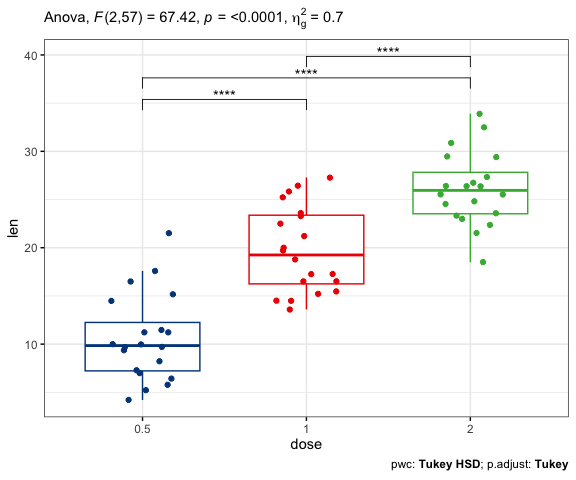 Anova, F(2,57) = 67.42, p = <0.0001, η²g = 0.7
40
****
****
****
30
len
20
10
0.5 1 2
dose
pwc: Tukey HSD; p.adjust: Tukey